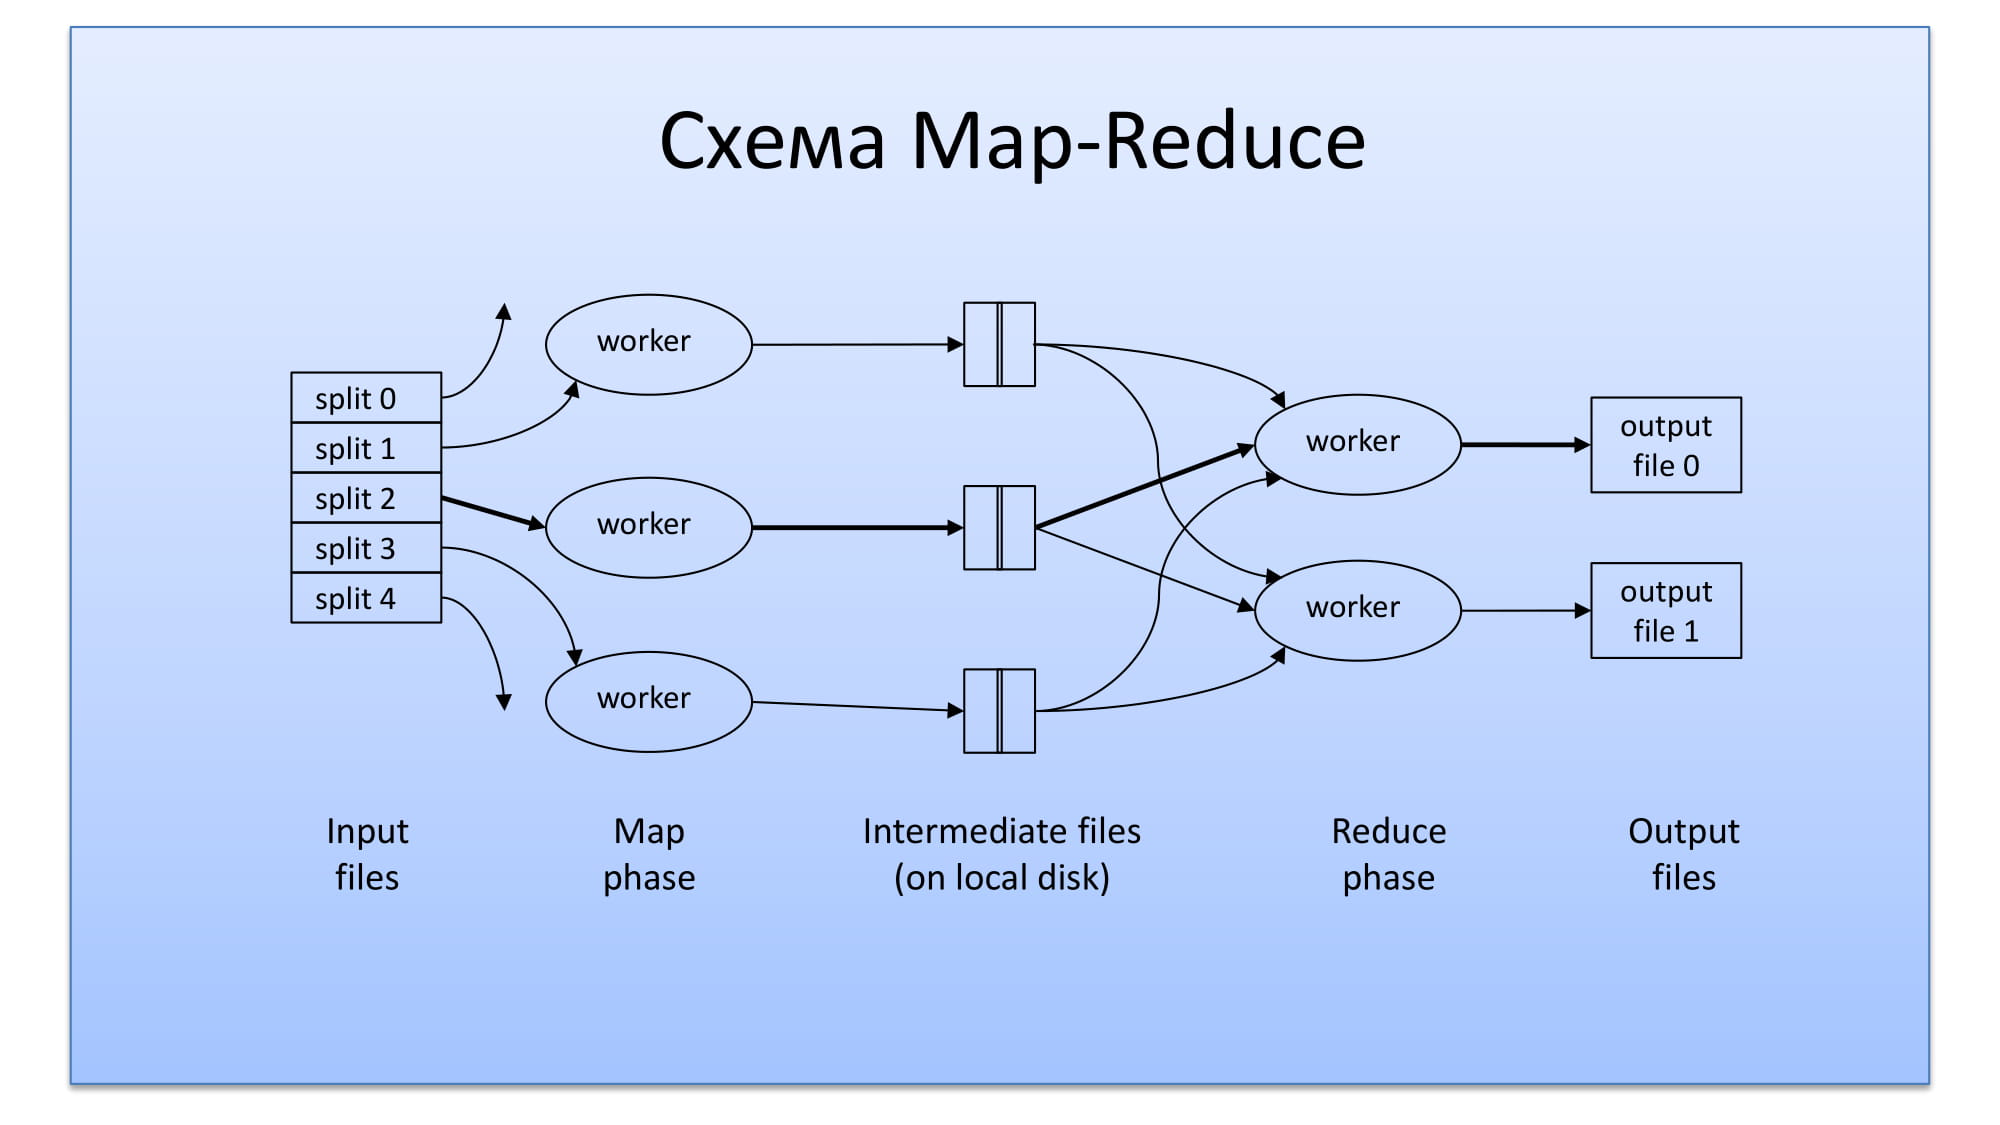 Схема Map-Reduce
split 0
split 1
split 2
split 3
split 4
worker
worker
worker
worker
worker
output
file 0
output
file 1
Input
files
Map
phase
Intermediate files
(on local disk)
Reduce
phase
Output
files